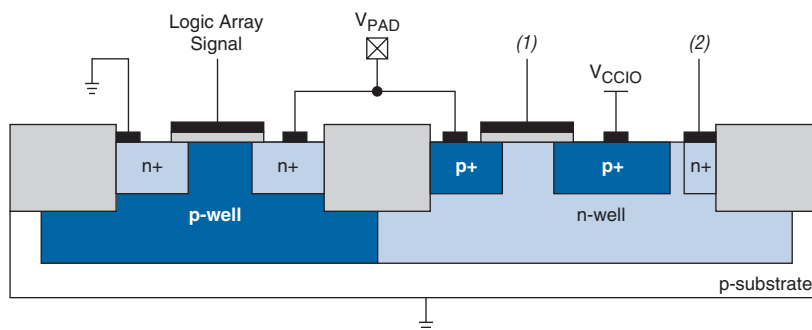 Logic Array
Signal
VPAD
(1)
(2)
VCCIO
n+
n+
p+
p+
n+
p-well
n-well
p-substrate